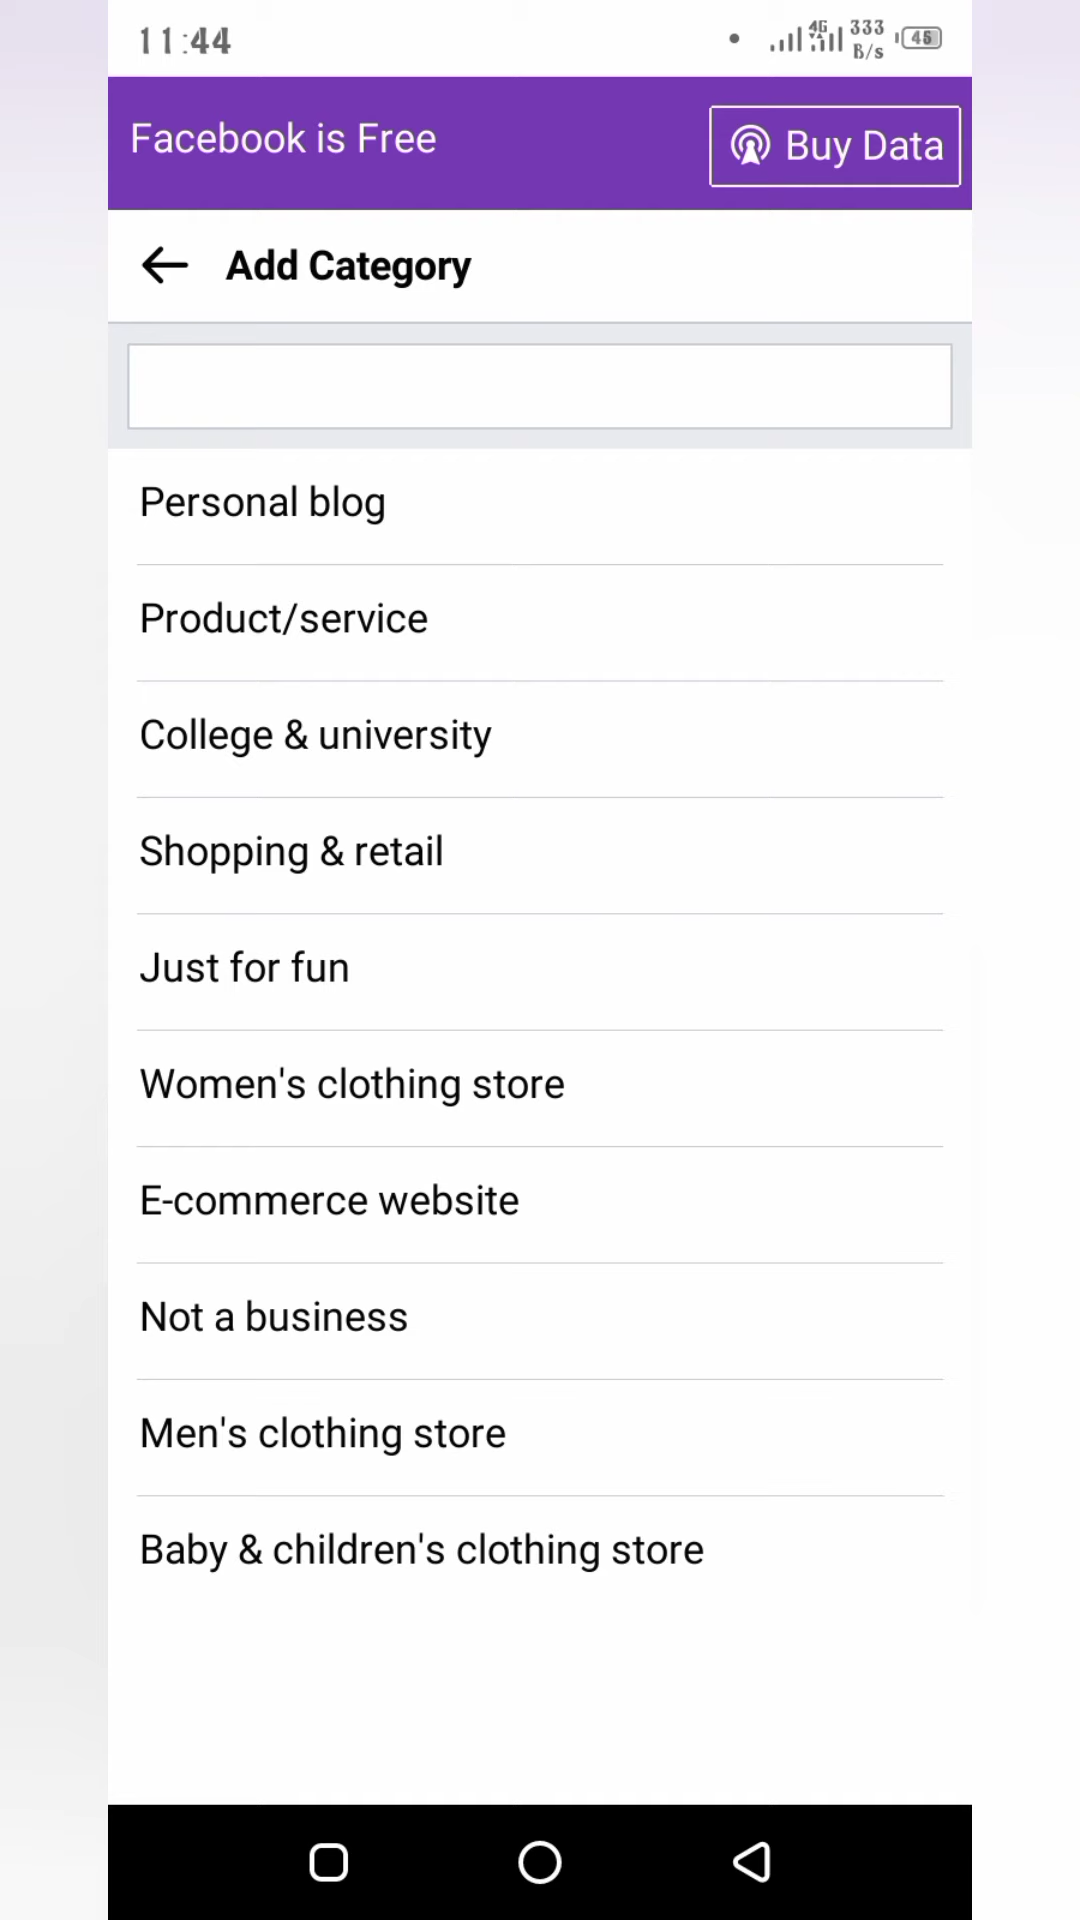 11:44
4G
333
B/s
45
Facebook is Free
Buy Data
Add Category
Personal blog
Product/service
College & university
Shopping & retail
Just for fun
Women's clothing store
E-commerce website
Not a business
Men's clothing store
Baby & children's clothing store